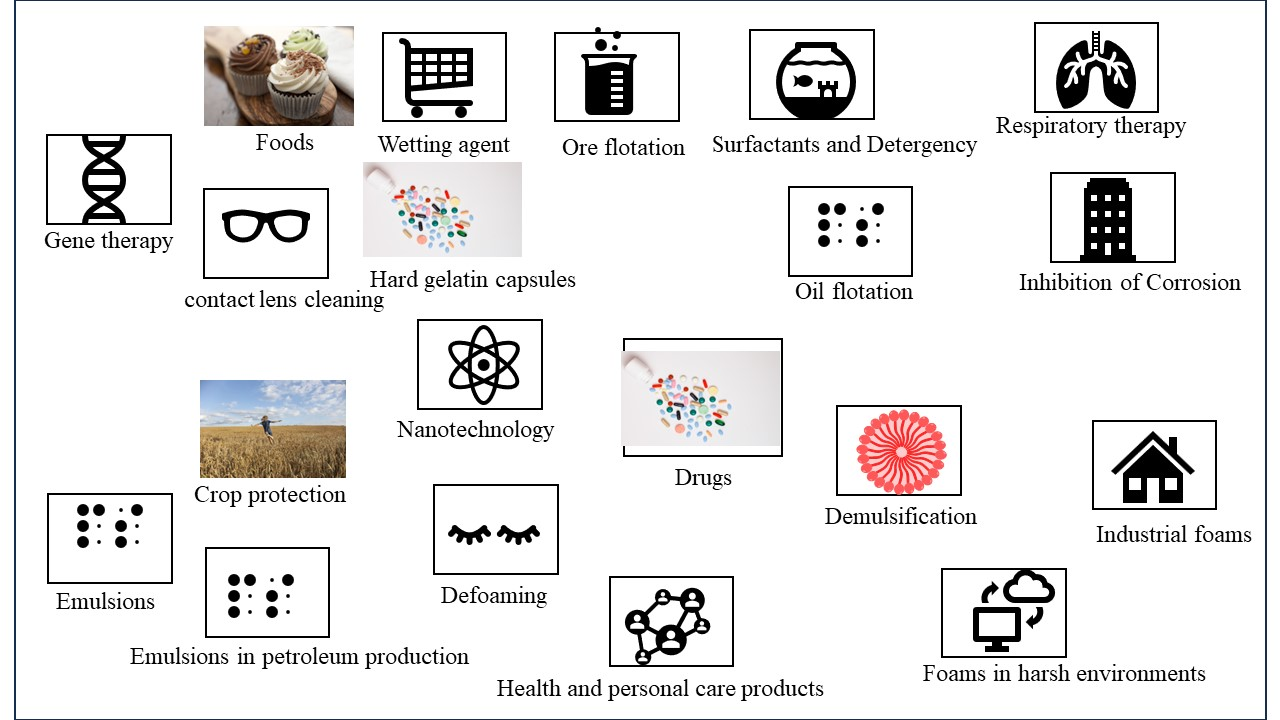 Foods
Wetting agent
Ore flotation
Surfactants and Detergency
Respiratory therapy
Gene therapy
contact lens cleaning
Hard gelatin capsules
Oil flotation
Inhibition of Corrosion
Nanotechnology
Crop protection
Drugs
Demulsification
Industrial foams
Emulsions
Defoaming
Emulsions in petroleum production
Health and personal care products
Foams in harsh environments